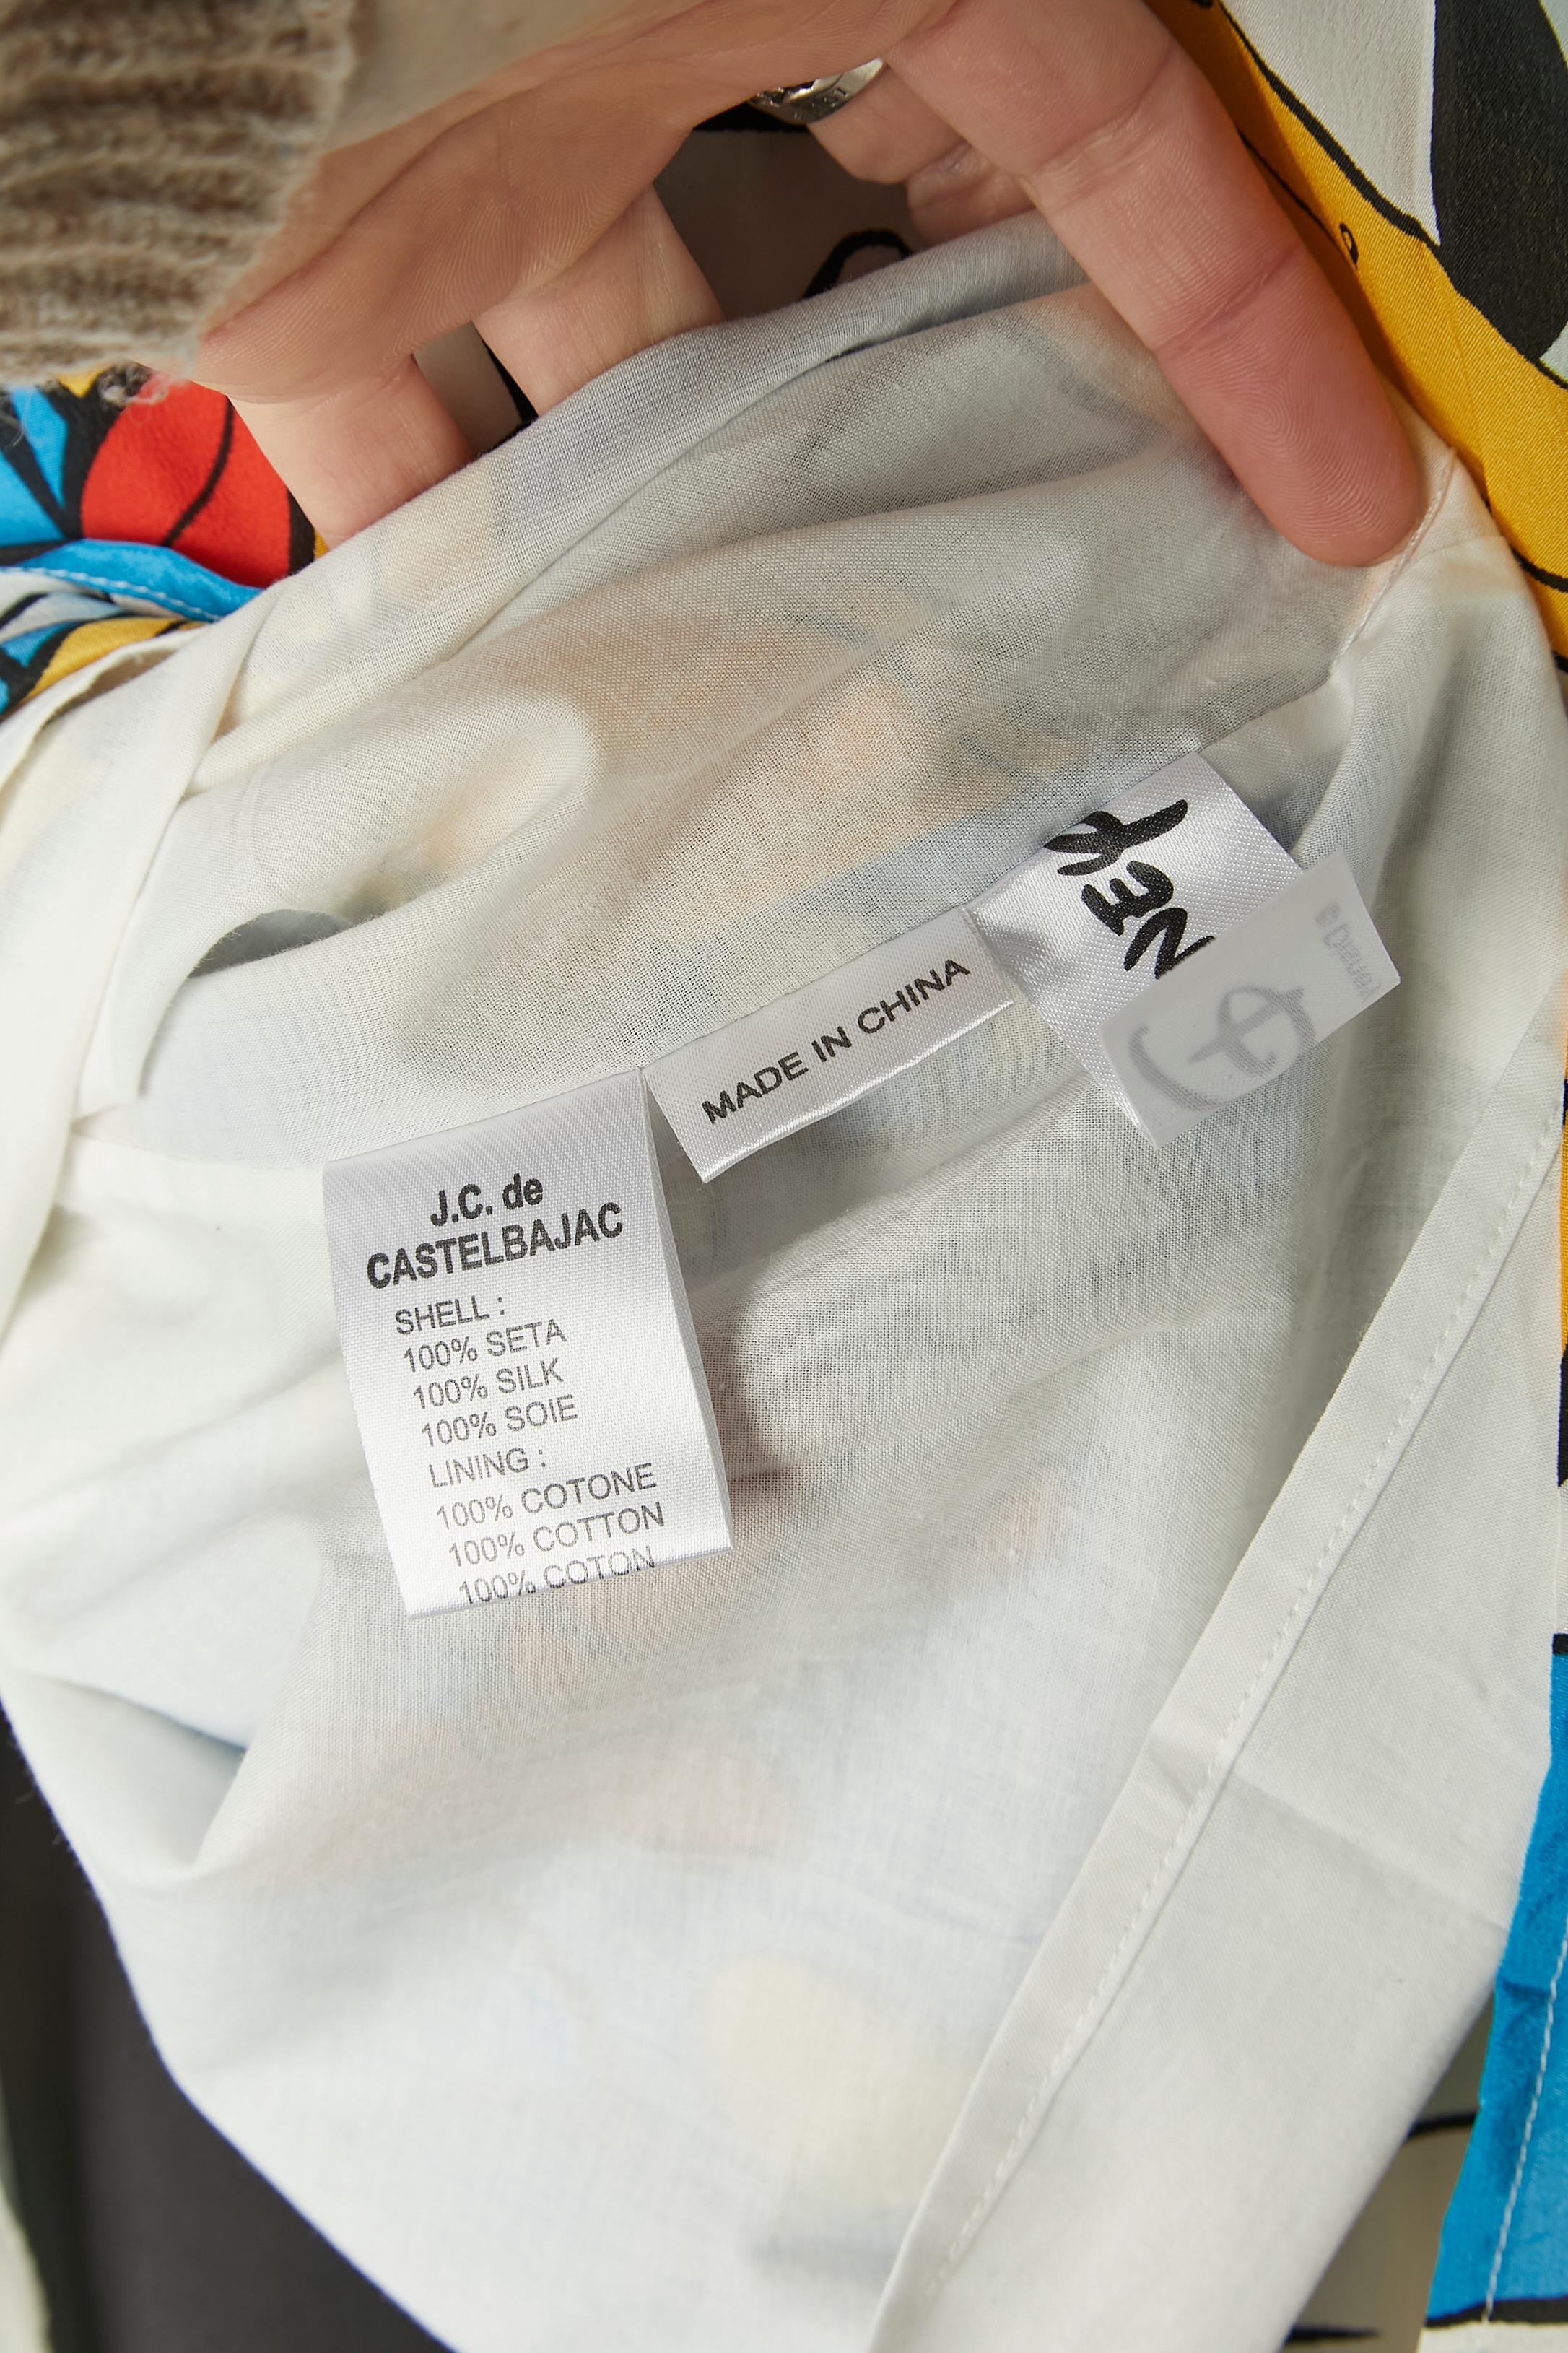 J.C. de
CASTELBAJAC
SHELL :
100% SETA
100% SILK
100% SOIE
LINING :
100% COTONE
100% COTTON
100% COTON
MADE IN CHINA
© Disney